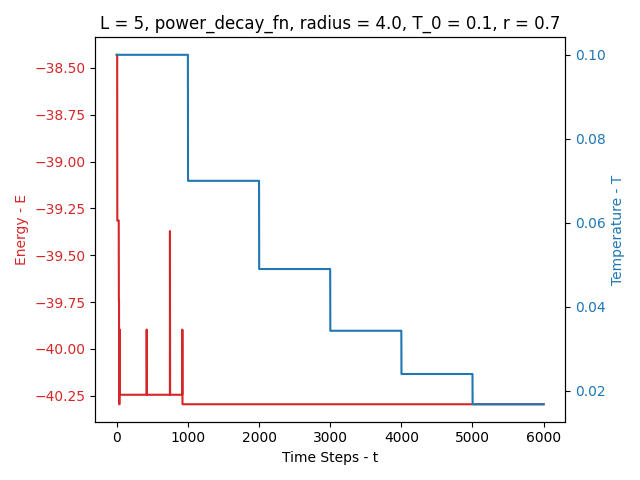 L = 5, power_decay_fn, radius = 4.0, T_0 = 0.1, r = 0.7
−38.50
−38.75
−39.00
−39.25
−39.50
−39.75
−40.00
−40.25
Energy - E
0.10
0.08
0.06
0.04
0.02
Temperature - T
0 1000 2000 3000 4000 5000 6000
Time Steps - t